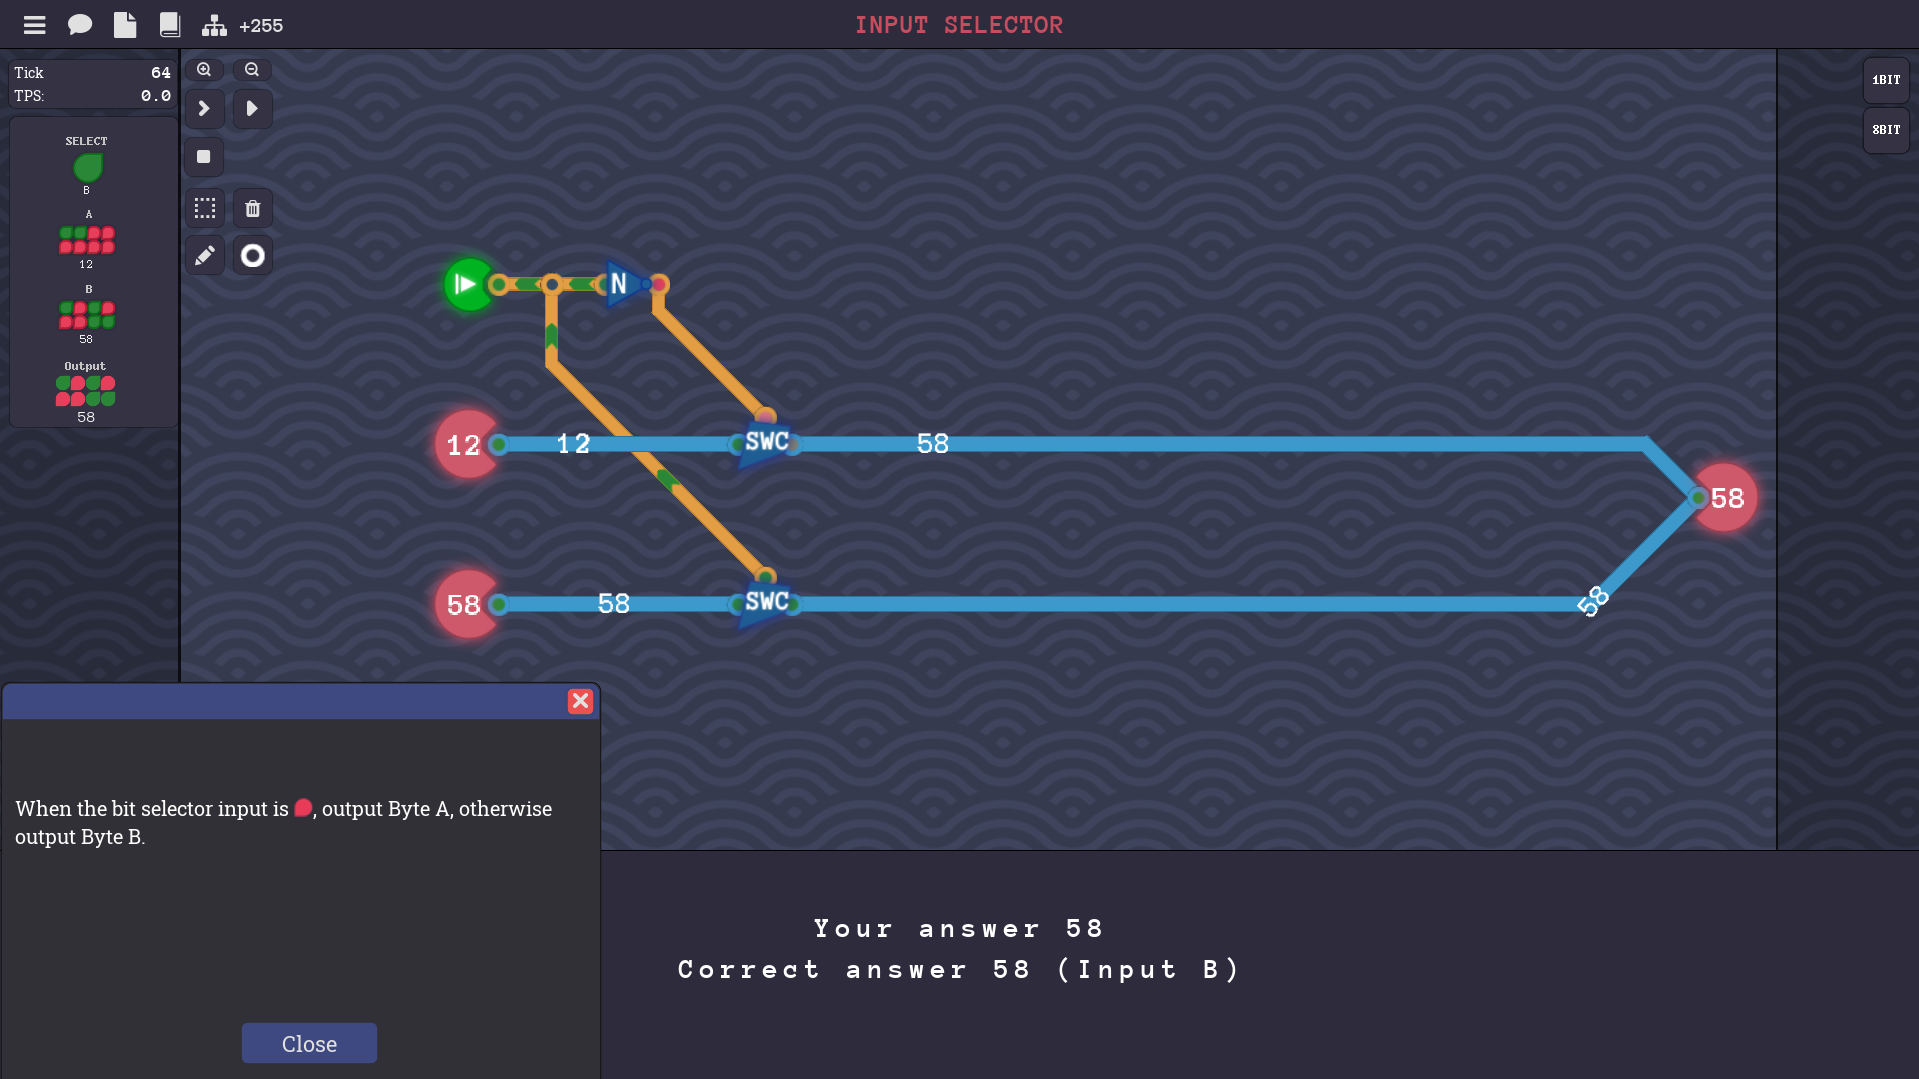 +255
INPUT SELECTOR
Tick 64
TPS: 0.0
SELECT
B
A
12
B
58
Output
58
1BIT
8BIT
N
12
12
SWC
58
58
58
58
SWC
58
When the bit selector input is , output Byte A, otherwise
output Byte B.
Close
Your answer 58
Correct answer 58 (Input B)